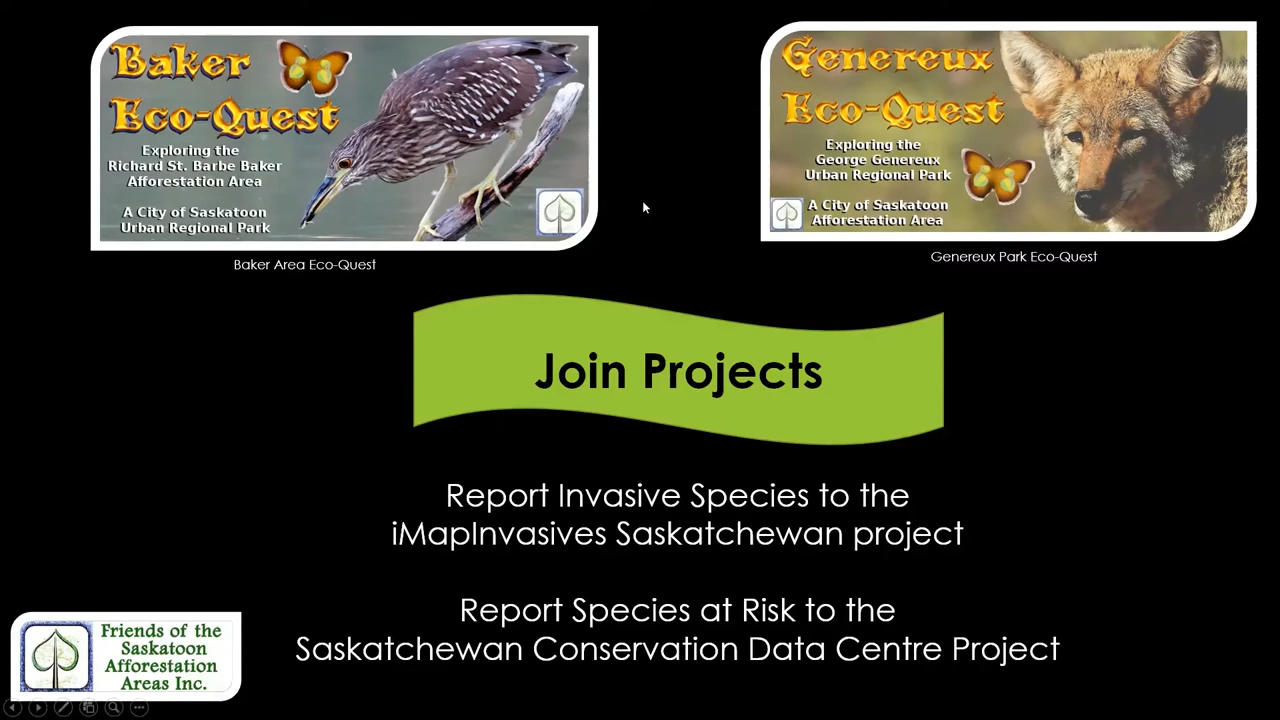 Baker
Eco-Quest
Exploring the
Richard St. Barbe Baker
Afforestation Area
A City of Saskatoon
Urban Regional Park
Baker Area Eco-Quest
Genereux
Eco-Quest
Exploring the
George Genereux
Urban Regional Park
A City of Saskatoon
Afforestation Area
Genereux Park Eco-Quest
Join Projects
Report Invasive Species to the
iMapInvasives Saskatchewan project
Report Species at Risk to the
Saskatchewan Conservation Data Centre Project
Friends of the
Saskatoon
Afforestation
Areas Inc.